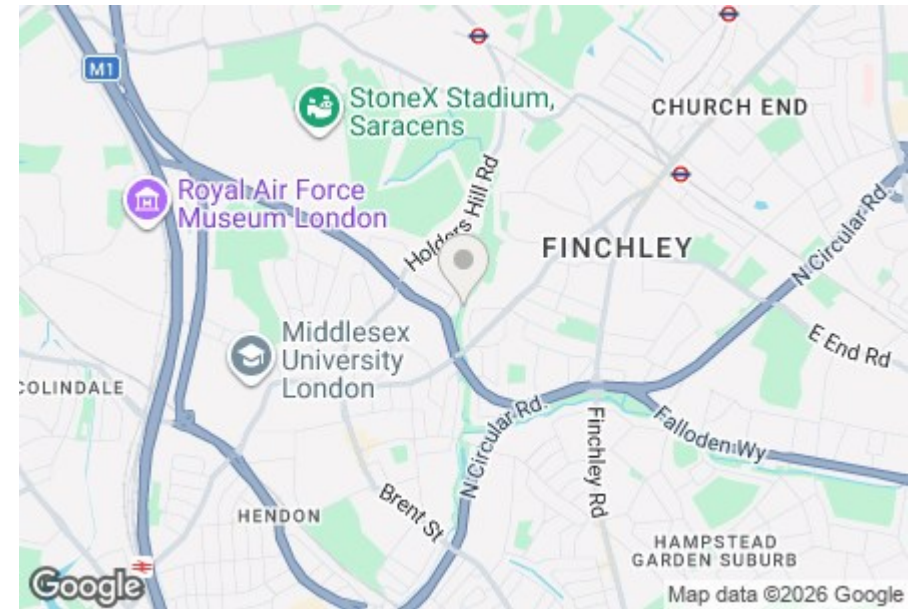 M1
StoneX Stadium,
Saracens
CHURCH END
Royal Air Force
Museum London
Holders Hill Rd
FINCHLEY
N Circular Rd.
Middlesex
University
London
E End Rd
COLINDALE
N Circular Rd.
Finchley Rd
Falloden Wy
Brent St
HENDON
HAMPSTEAD
GARDEN SUBURB
Google
Map data ©2026 Google